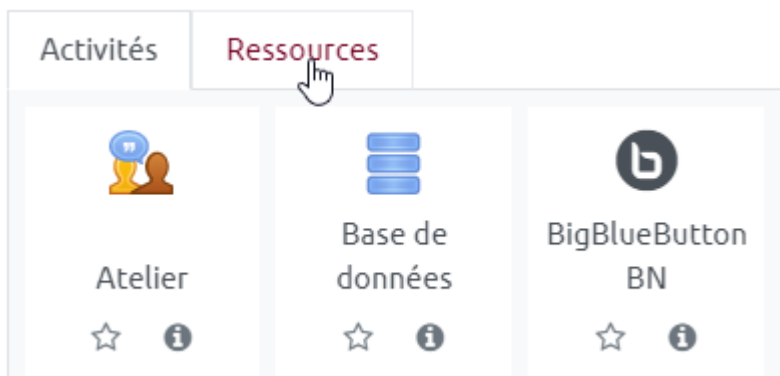 Activités
Ressources
Atelier
Base de
données
BigBlueButton
BN